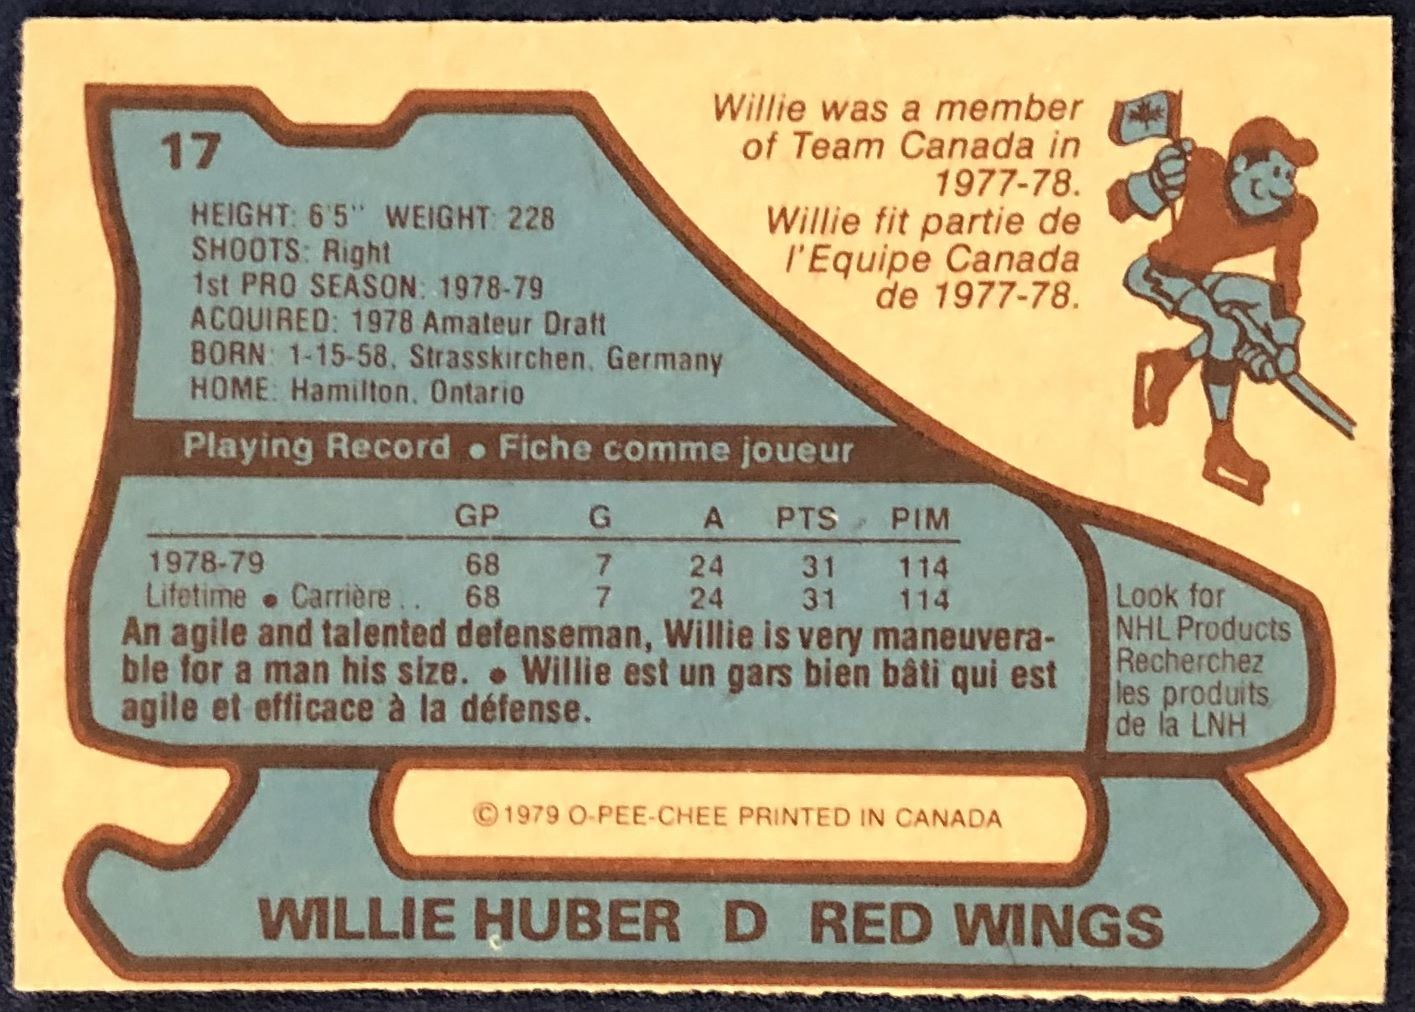 17
Willie was a member
of Team Canada in
1977-78.
Willie fit partie de
l'Equipe Canada
de 1977-78.
HEIGHT: 6'5" WEIGHT: 228
SHOOTS: Right
1st PRO SEASON: 1978-79
ACQUIRED: 1978 Amateur Draft
BORN: 1-15-58, Strasskirchen, Germany
HOME: Hamilton, Ontario
Playing Record • Fiche comme joueur
GP G A PTS PIM
1978-79 68 7 24 31 114
Lifetime • Carrière .. 68 7 24 31 114
An agile and talented defenseman, Willie is very maneuvera-
ble for a man his size. • Willie est un gars bien bâti qui est
agile et efficace à la défense.
Look for
NHL Products
Recherchez
les produits
de la LNH
©1979 O-PEE-CHEE PRINTED IN CANADA
WILLIE HUBER D RED WINGS